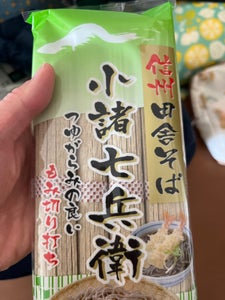 信州田舎そば
小諸七兵衛
つゆがらみの良い
もみ切り打ち